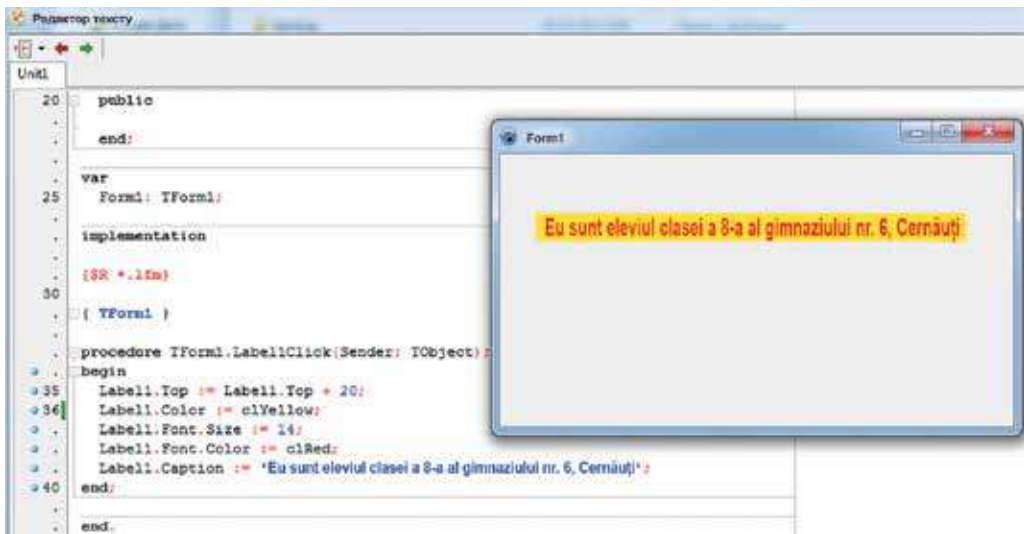 Редактор тексту
Unit1
20 public
end;
var
25 Form1: TForm1;
implementation
{$R *.lfm}
30
{ TForm1 }
procedure TForm1.Label1Click(Sender: TObject);
begin
35 Label1.Top := Label1.Top + 20;
36 Label1.Color := clYellow;
Label1.Font.Size := 14;
Label1.Font.Color := clRed;
Label1.Caption := 'Eu sunt eleviul clasei a 8-a al gimnaziului nr. 6, Cernăuți';
40 end;
end.
Form1
Eu sunt eleviul clasei a 8-a al gimnaziului nr. 6, Cernăuți